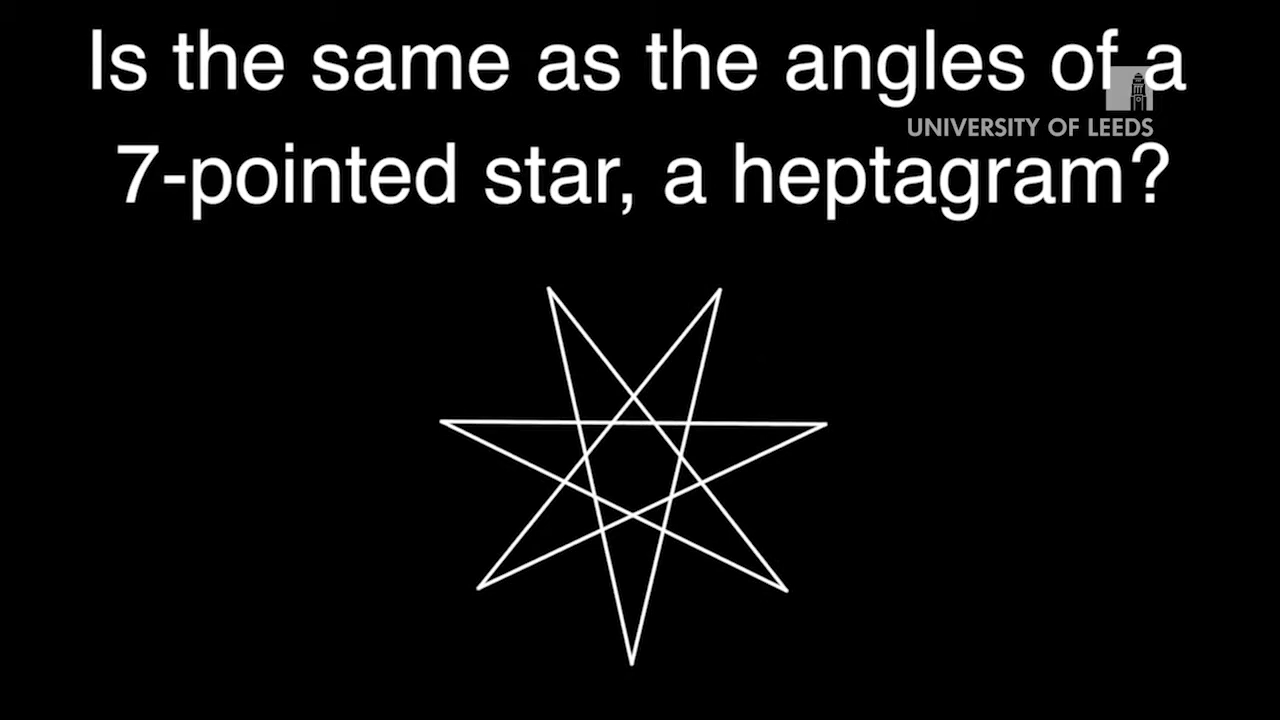 Is the same as the angles of a
UNIVERSITY OF LEEDS
7-pointed star, a heptagram?